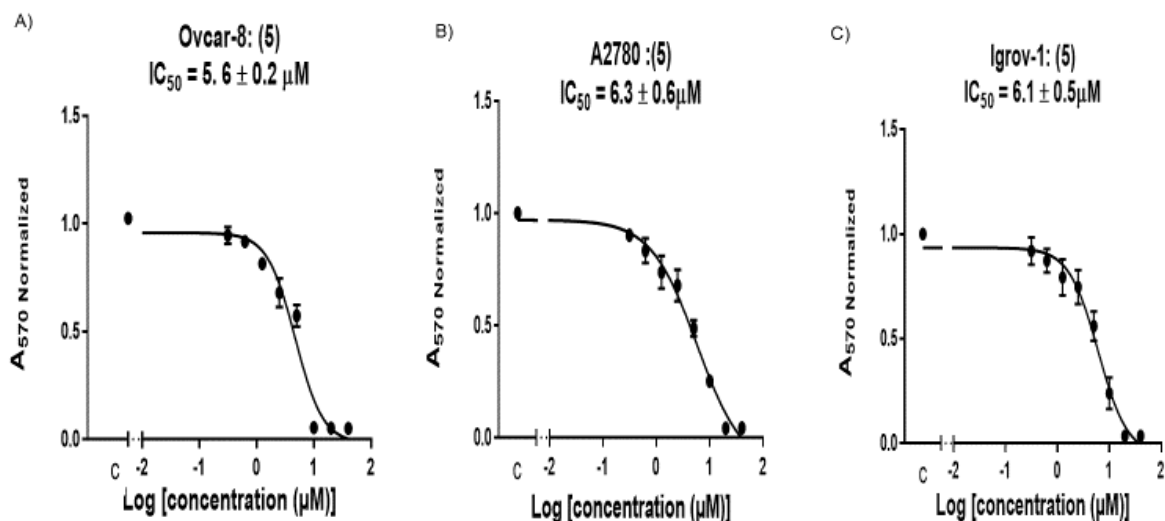 A)
Ovcar-8: (5)
IC50 = 5. 6 ± 0.2 µM
1.5
1.0
0.5
0.0
A570 Normalized
C
-2
-1
0
1
2
Log [concentration (µM)]
B)
A2780 :(5)
IC50 = 6.3 ± 0.6µM
1.5
1.0
0.5
0.0
A570 Normalized
C
-2
-1
0
1
2
Log [concentration (µM)]
C)
Igrov-1: (5)
IC50 = 6.1 ± 0.5µM
1.5
1.0
0.5
0.0
A570 Normalized
C
-2
-1
0
1
2
Log [concentration (µM)]